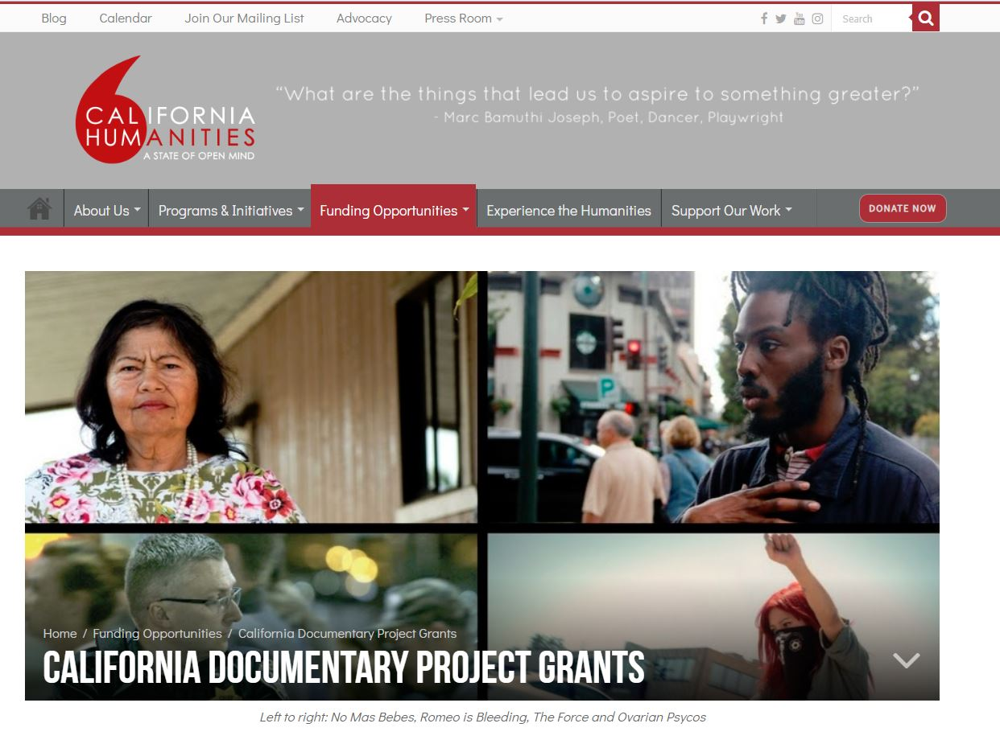 Blog Calendar Join Our Mailing List Advocacy Press Room Search
“What are the things that lead us to aspire to something greater?”
- Marc Bamuthi Joseph, Poet, Dancer, Playwright
CALIFORNIA
HUMANITIES
A STATE OF OPEN MIND
About Us Programs & Initiatives Funding Opportunities Experience the Humanities Support Our Work DONATE NOW
P
Home / Funding Opportunities / California Documentary Project Grants
CALIFORNIA DOCUMENTARY PROJECT GRANTS
Left to right: No Mas Bebes, Romeo is Bleeding, The Force and Ovarian Psycos